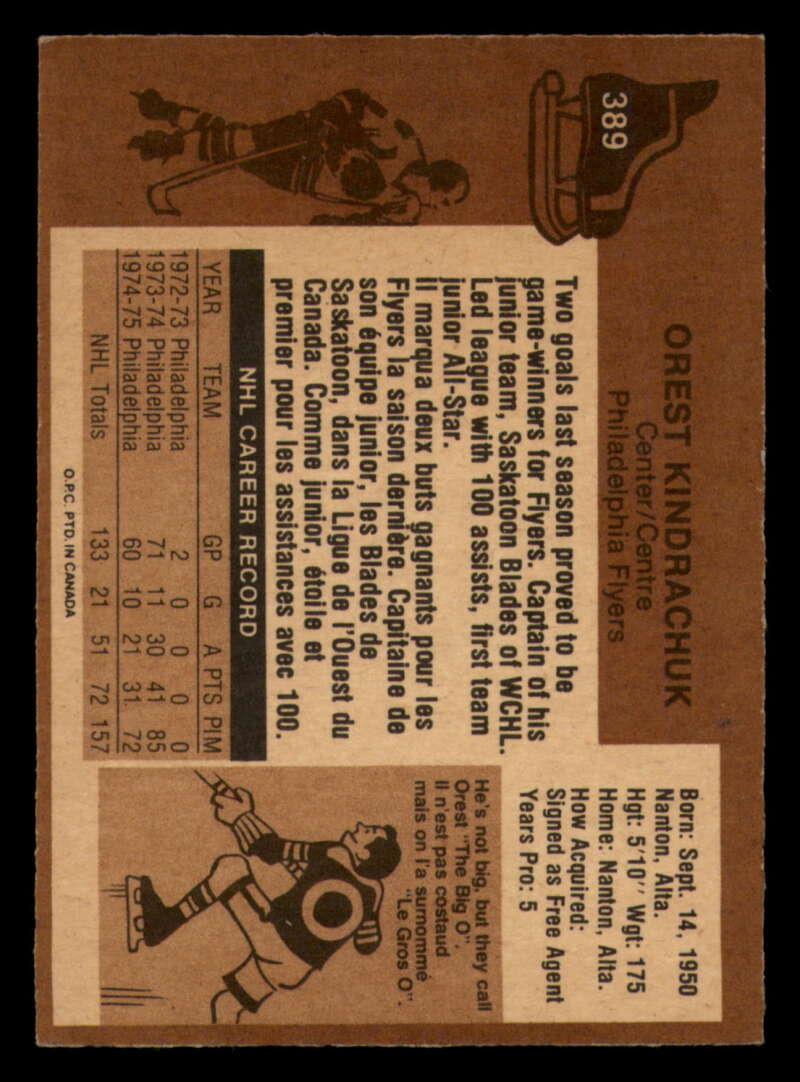 389
OREST KINDRACHUK
Center/Centre
Philadelphia Flyers
Born: Sept. 14, 1950
Nanton, Alta.
Hgt: 5'10" Wgt: 175
Home: Nanton, Alta.
How Acquired:
Signed as Free Agent
Years Pro: 5
Two goals last season proved to be
game-winners for Flyers. Captain of his
junior team, Saskatoon Blades of WCHL.
Led league with 100 assists, first team
junior All-Star.
Il marqua deux buts gagnants pour les
Flyers la saison dernière. Capitaine de
son équipe junior, les Blades de
Saskatoon, dans la Ligue de l'Ouest du
Canada. Comme junior, étoile et
premier pour les assistances avec 100.
NHL CAREER RECORD
YEAR TEAM GP G A PTS PIM
1972-73 Philadelphia 2 0 0 0 0
1973-74 Philadelphia 71 11 30 41 85
1974-75 Philadelphia 60 10 21 31. 72
NHL Totals 133 21 51 72 157
O.P.C. PTD. IN CANADA
He's not big, but they call
Orest "The Big O".
Il n'est pas costaud
mais on l'a surnommé
"Le Gros O".